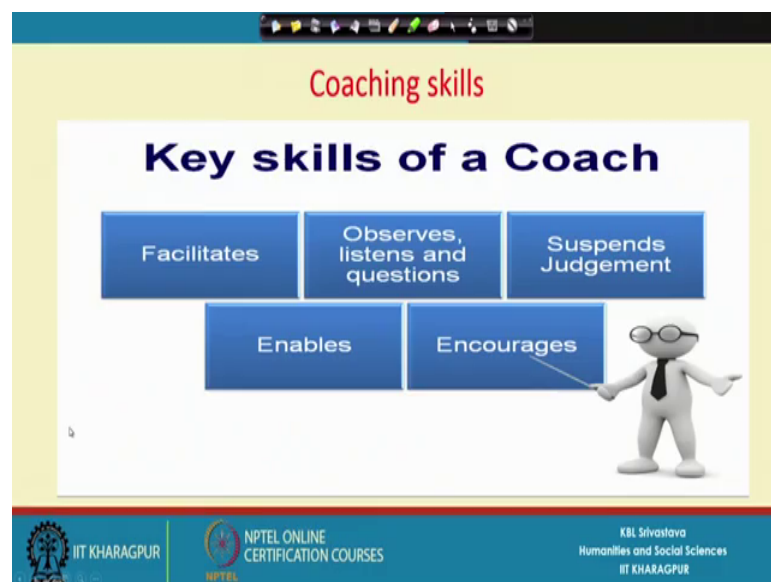 Coaching skills
Key skills of a Coach
Facilitates
Observes,
listens and
questions
Suspends
Judgement
Enables
Encourages
IIT KHARAGPUR
NPTEL ONLINE
CERTIFICATION COURSES
NPTEL
KBL Srivastava
Humanities and Social Sciences
IIT KHARAGPUR